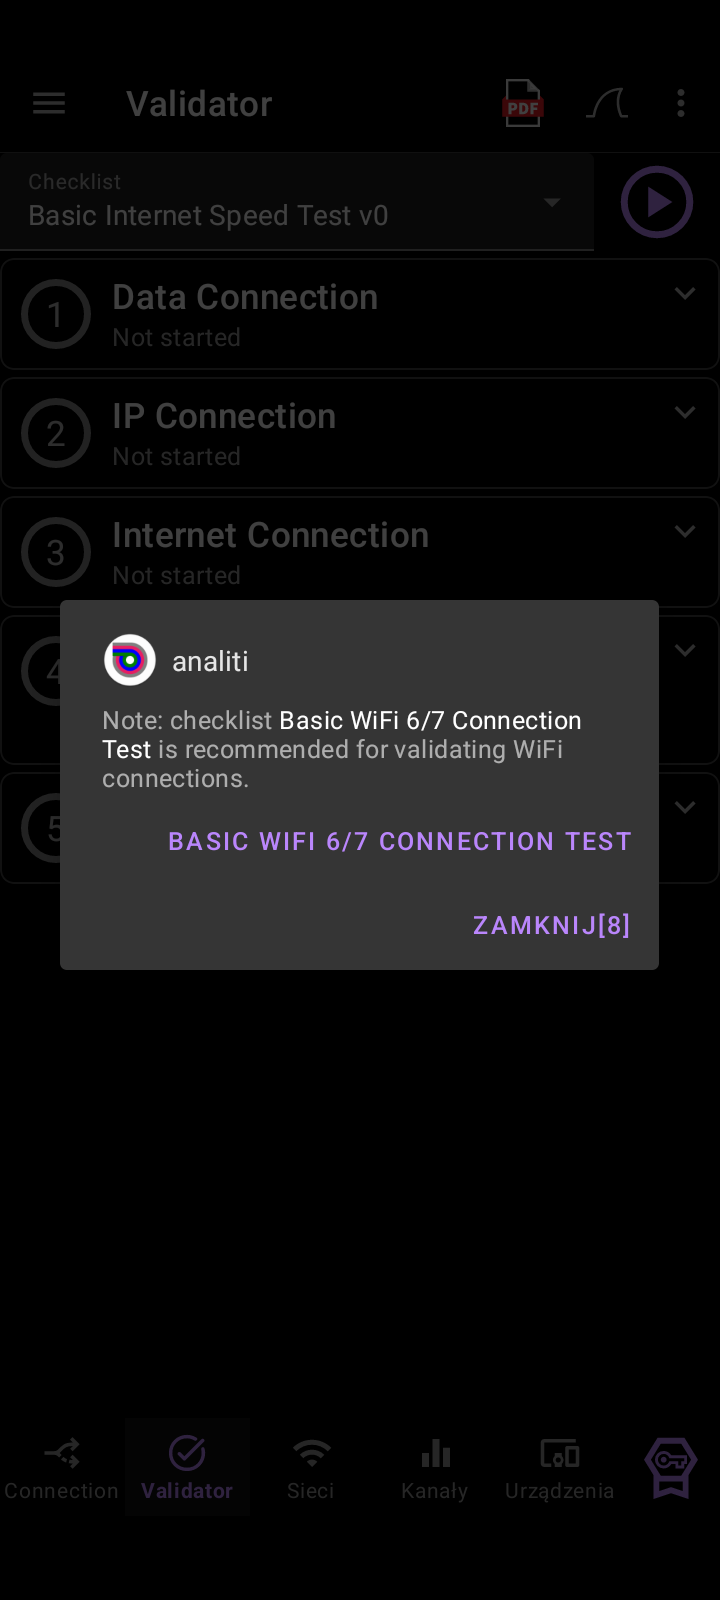 Validator
PDF
Checklist
Basic Internet Speed Test v0
1
Data Connection
Not started
2
IP Connection
Not started
3
Internet Connection
Not started
4
5
analiti
Note: checklist Basic WiFi 6/7 Connection
Test is recommended for validating WiFi
connections.
BASIC WIFI 6/7 CONNECTION TEST
ZAMKNIJ[8]
Connection
Validator
Sieci
Kanały
Urządzenia